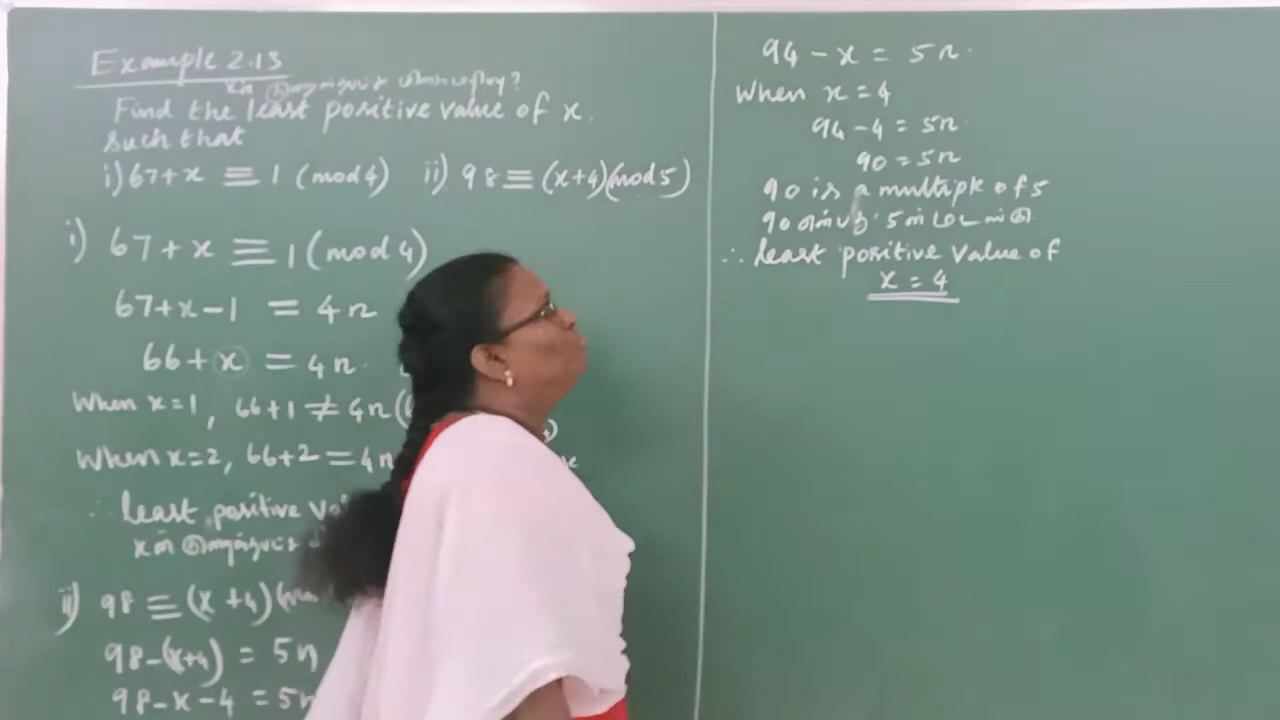 Example 2.13
Find the least positive value of x.
such that
i) 67+x ≡ 1 (mod 4) ii) 98 ≡ (x+4)(mod 5)
i) 67+x ≡ 1 (mod 4)
67+x-1 = 4n
66+x = 4n
When x=1, 66+1 ≠ 4n (
When x=2, 66+2 = 4n
∴ least positive
ii) 98 ≡ (x+4)(
98-(x+4) = 5n
98-x-4 = 5n
94-x = 5n.
When x=4
94-4 = 5n.
90 = 5n
90 is a multiple of 5
∴ least positive value of
x = 4